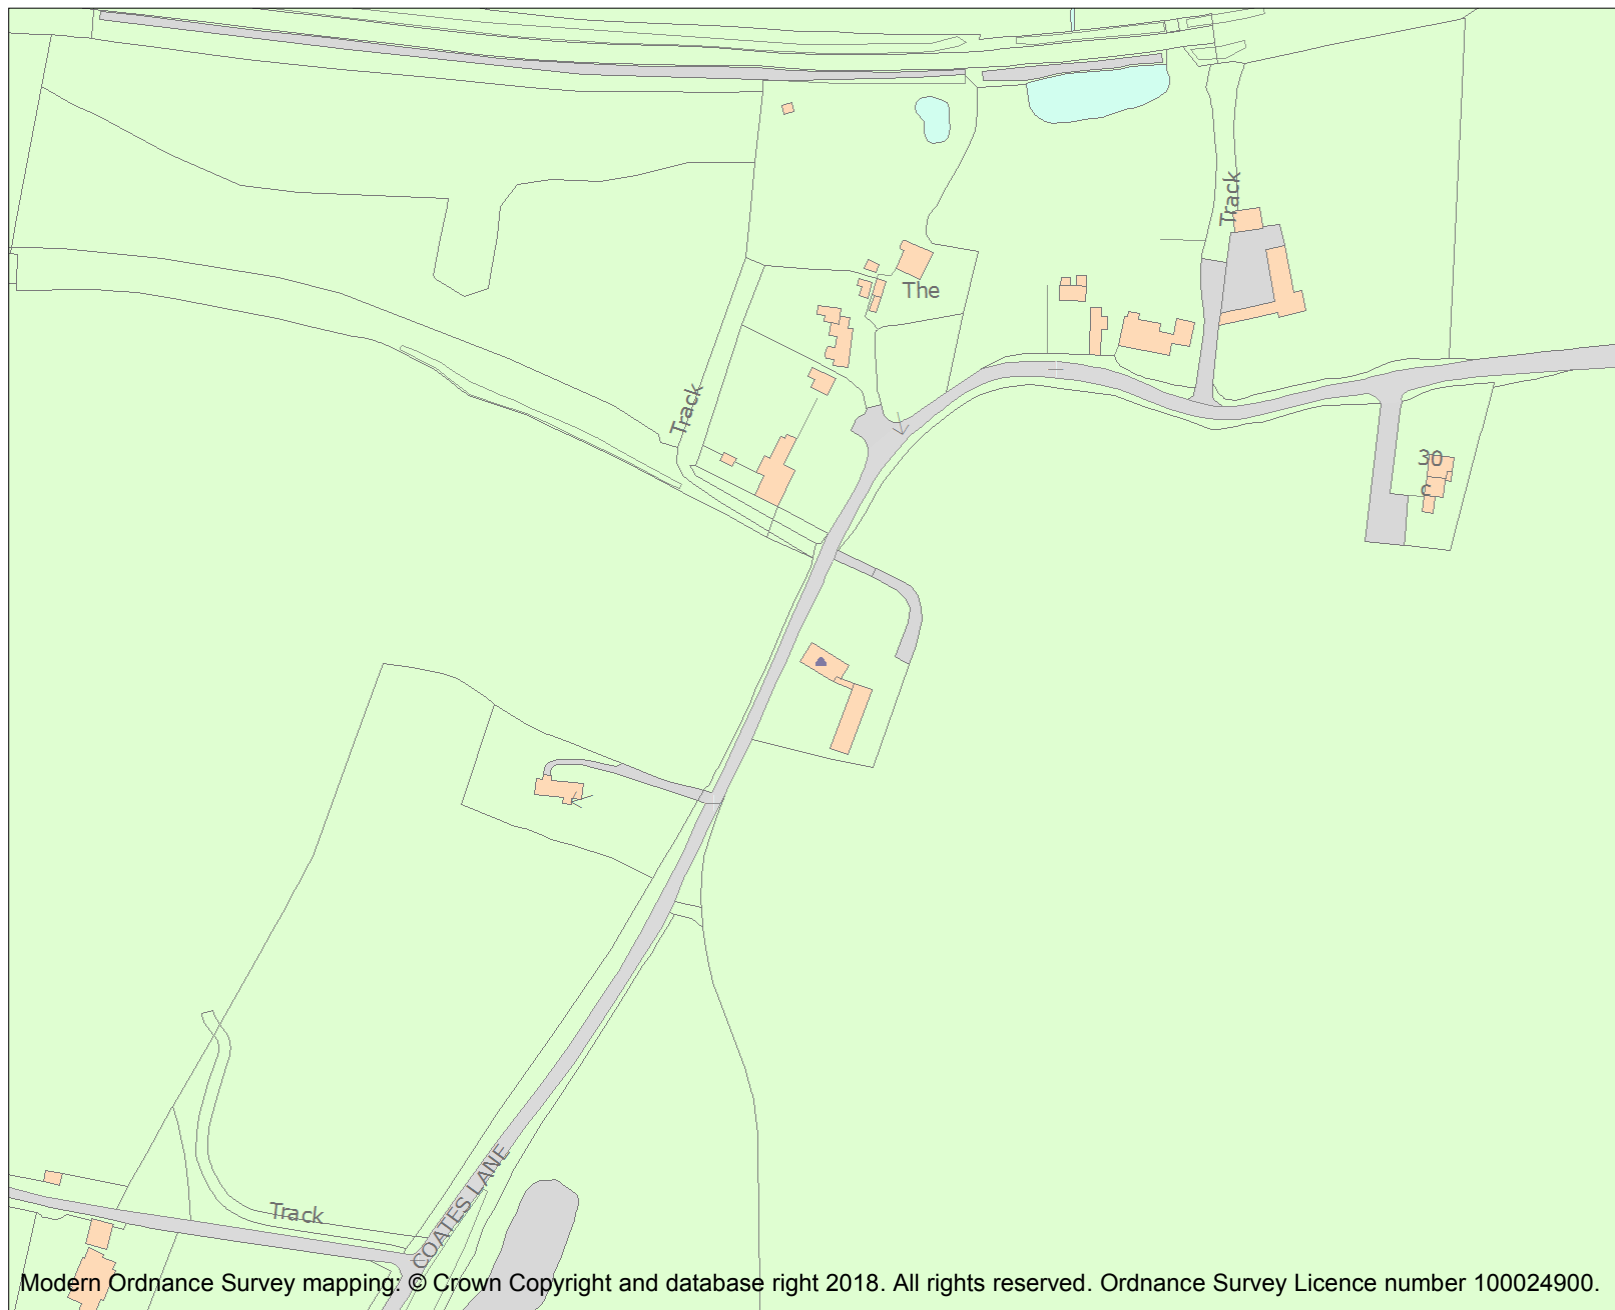 Track
The
Track
30
c
COATES LANE
Track
Modern Ordnance Survey mapping: © Crown Copyright and database right 2018. All rights reserved. Ordnance Survey Licence number 100024900.